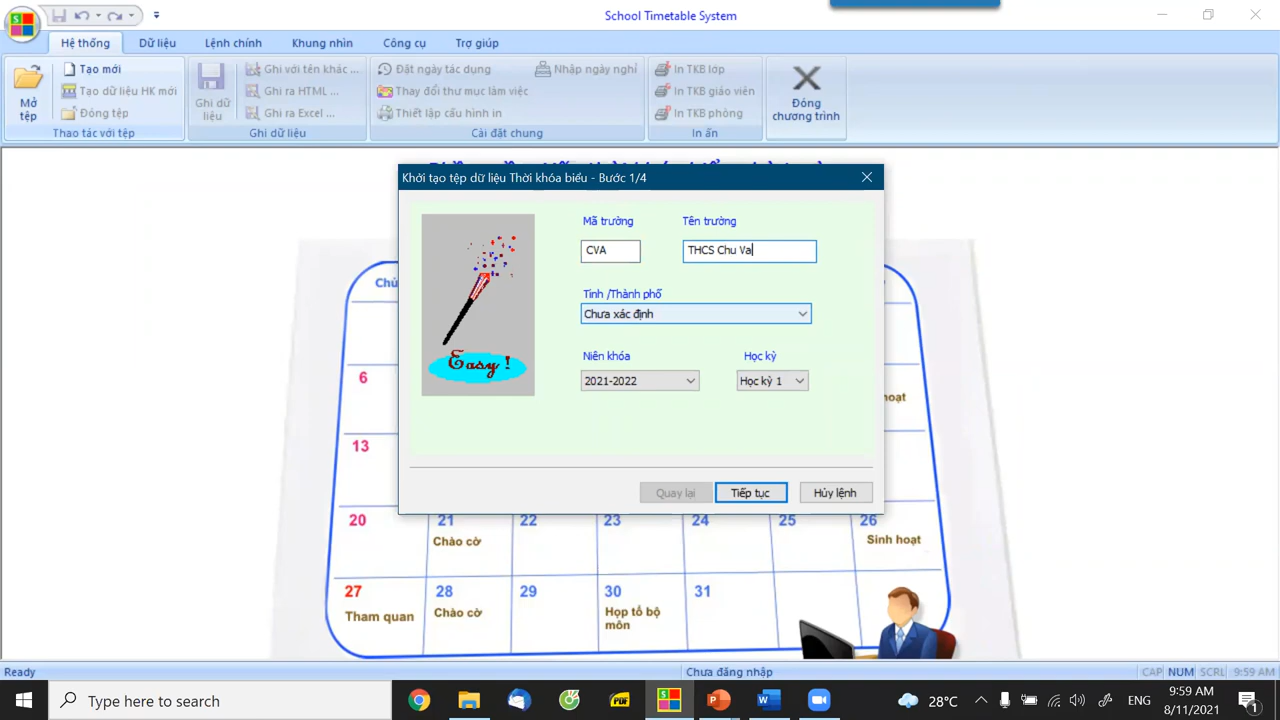 School Timetable System
Hệ thống Dữ liệu Lệnh chính Khung nhìn Công cụ Trợ giúp
Mở tệp
Tạo mới
Tạo dữ liệu HK mới
Đóng tệp
Thao tác với tệp
Ghi dữ liệu
Ghi với tên khác ...
Ghi ra HTML ...
Ghi ra Excel ...
Ghi dữ liệu
Đặt ngày tác dụng
Nhập ngày nghỉ
Thay đổi thư mục làm việc
Thiết lập cấu hình in
Cài đặt chung
In TKB lớp
In TKB giáo viên
In TKB phòng
In ấn
Đóng
chương trình
Khởi tạo tệp dữ liệu Thời khóa biểu - Bước 1/4
Mã trường Tên trường
CVA THCS Chu Va
Tỉnh /Thành phố
Chưa xác định
Niên khóa Học kỳ
2021-2022 Học kỳ 1
Easy !
Quay lại Tiếp tục Hủy lệnh
6
13
20 21 22 23 24 25 26
Chào cờ Sinh hoạt
27 28 29 30 31
Tham quan Chào cờ Họp tổ bộ
môn
Ready Chưa đăng nhập CAP NUM SCRL 9:59 AM
Type here to search
28°C ENG
9:59 AM
8/11/2021
1